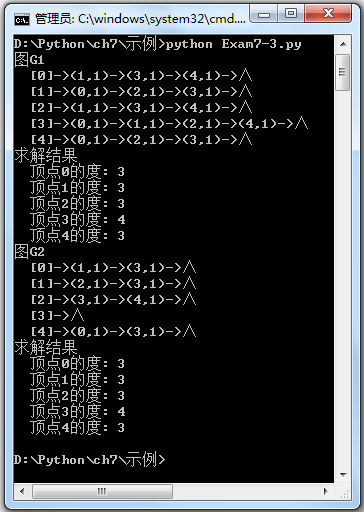 管理员: C:\windows\system32\cmd....
D:\Python\ch7\示例>python Exam7-3.py
图G1
[0]->(1,1)->(3,1)->(4,1)->∧
[1]->(0,1)->(2,1)->(3,1)->∧
[2]->(1,1)->(3,1)->(4,1)->∧
[3]->(0,1)->(1,1)->(2,1)->(4,1)->∧
[4]->(0,1)->(2,1)->(3,1)->∧
求解结果
顶点0的度: 3
顶点1的度: 3
顶点2的度: 3
顶点3的度: 4
顶点4的度: 3
图G2
[0]->(1,1)->(3,1)->∧
[1]->(2,1)->(3,1)->∧
[2]->(3,1)->(4,1)->∧
[3]->∧
[4]->(0,1)->(3,1)->∧
求解结果
顶点0的度: 3
顶点1的度: 3
顶点2的度: 3
顶点3的度: 4
顶点4的度: 3
D:\Python\ch7\示例>